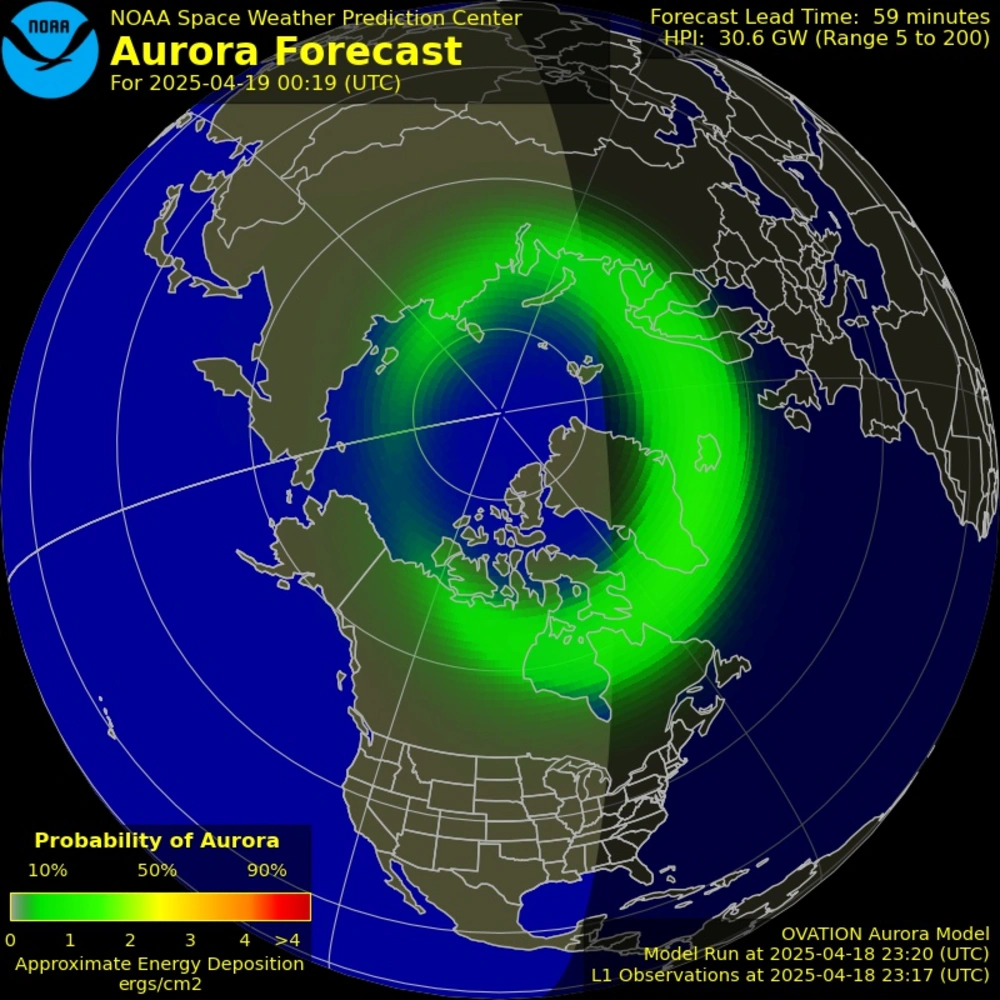 NOAA
NOAA Space Weather Prediction Center
Aurora Forecast
For 2025-04-19 00:19 (UTC)
Forecast Lead Time: 59 minutes
HPI: 30.6 GW (Range 5 to 200)
Probability of Aurora
10% 50% 90%
0 1 2 3 4 >4
Approximate Energy Deposition
ergs/cm2
OVATION Aurora Model
Model Run at 2025-04-18 23:20 (UTC)
L1 Observations at 2025-04-18 23:17 (UTC)